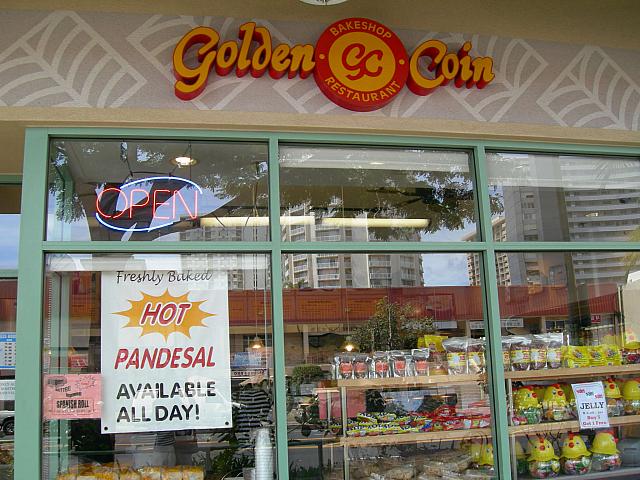 Golden Coin
BAKESHOP
GC
RESTAURANT
OPEN
Freshly Baked
HOT
PANDESAL
AVAILABLE
ALL DAY!
SPANISH ROLL
JELLY